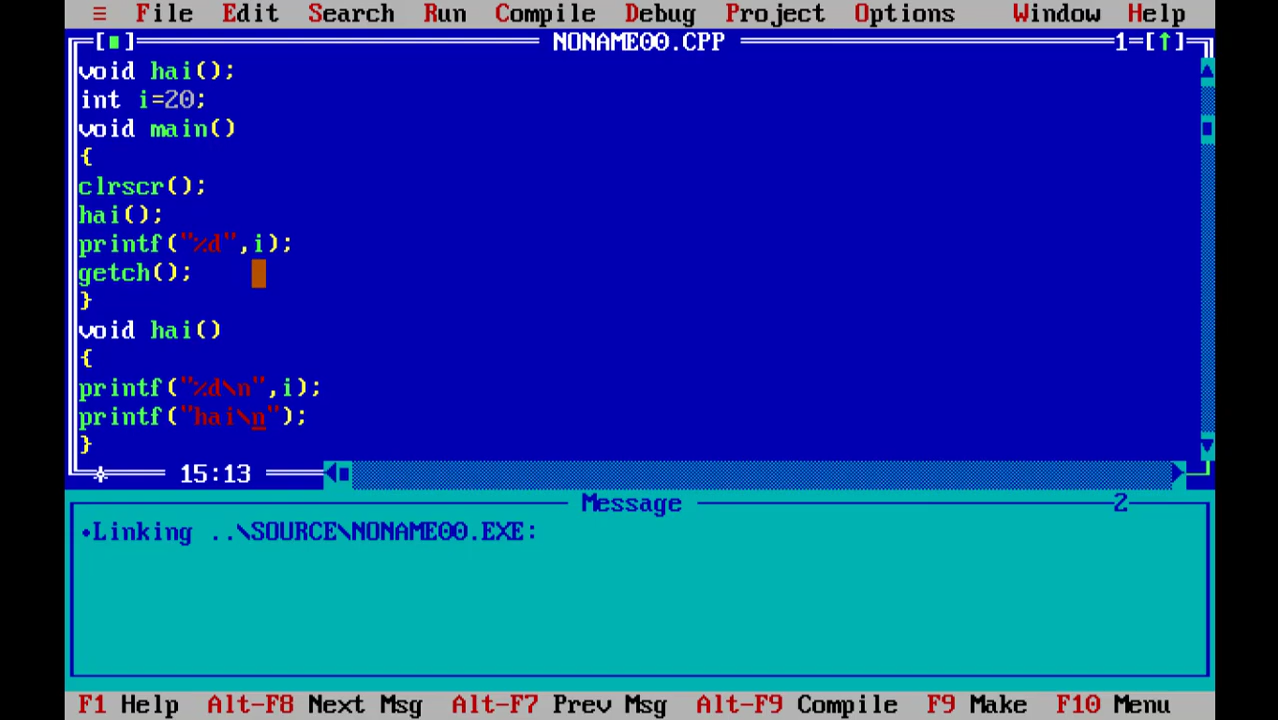 ≡ File Edit Search Run Compile Debug Project Options Window Help
[■] NONAME00.CPP 1=[↑]
void hai();
int i=20;
void main()
{
clrscr();
hai();
printf("%d",i);
getch();
}
void hai()
{
printf("%d\n",i);
printf("hai\n");
}
15:13
Message 2
•Linking ..\SOURCE\NONAME00.EXE:
F1 Help Alt-F8 Next Msg Alt-F7 Prev Msg Alt-F9 Compile F9 Make F10 Menu